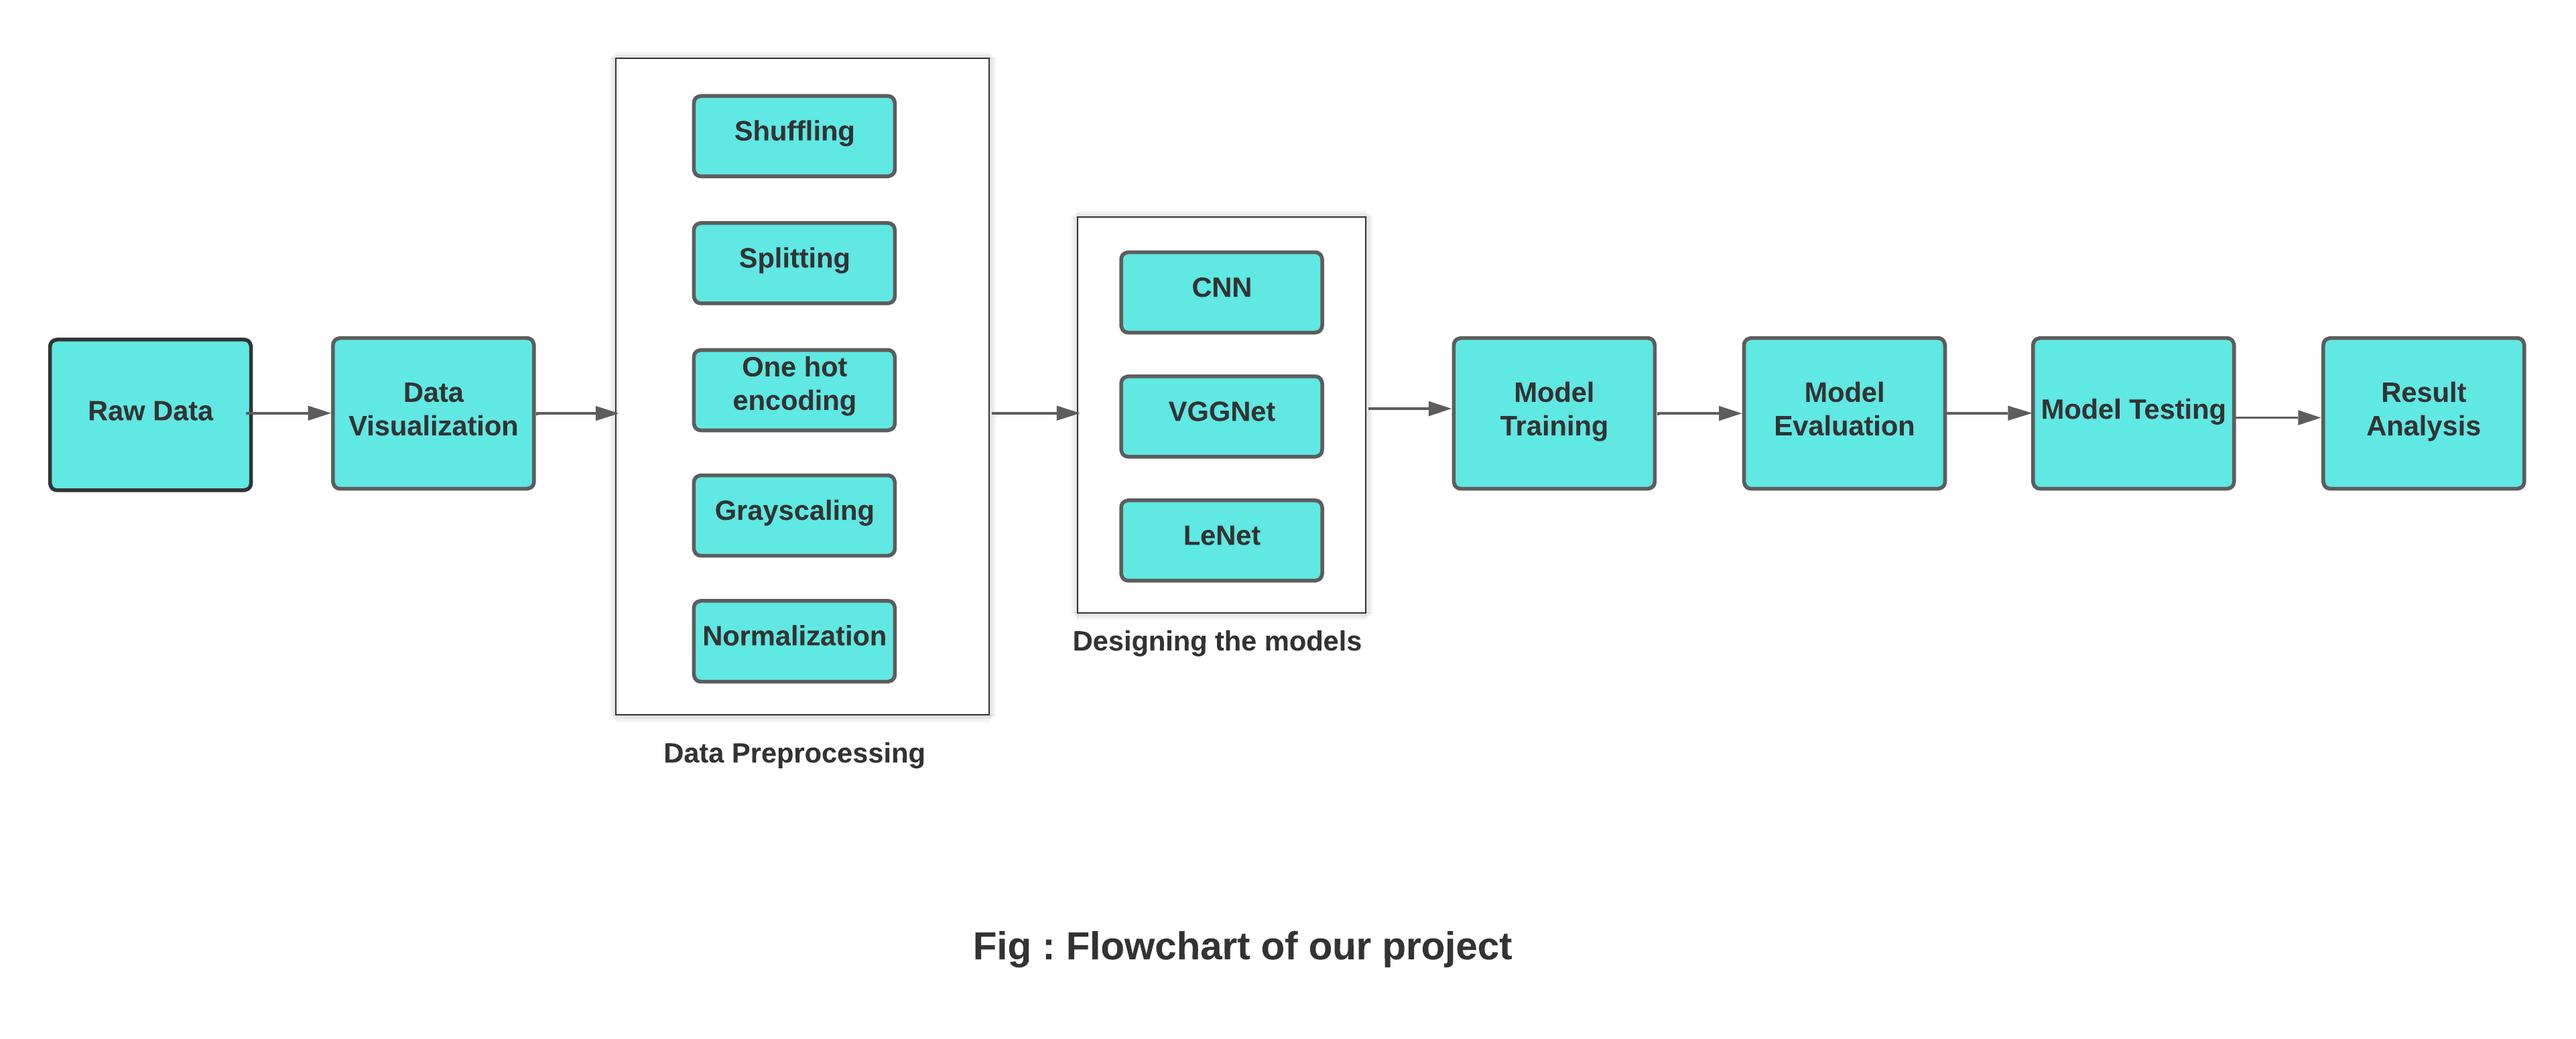 Raw Data
Data
Visualization
Shuffling
Splitting
One hot
encoding
Grayscaling
Normalization
Data Preprocessing
CNN
VGGNet
LeNet
Designing the models
Model
Training
Model
Evaluation
Model Testing
Result
Analysis
Fig : Flowchart of our project